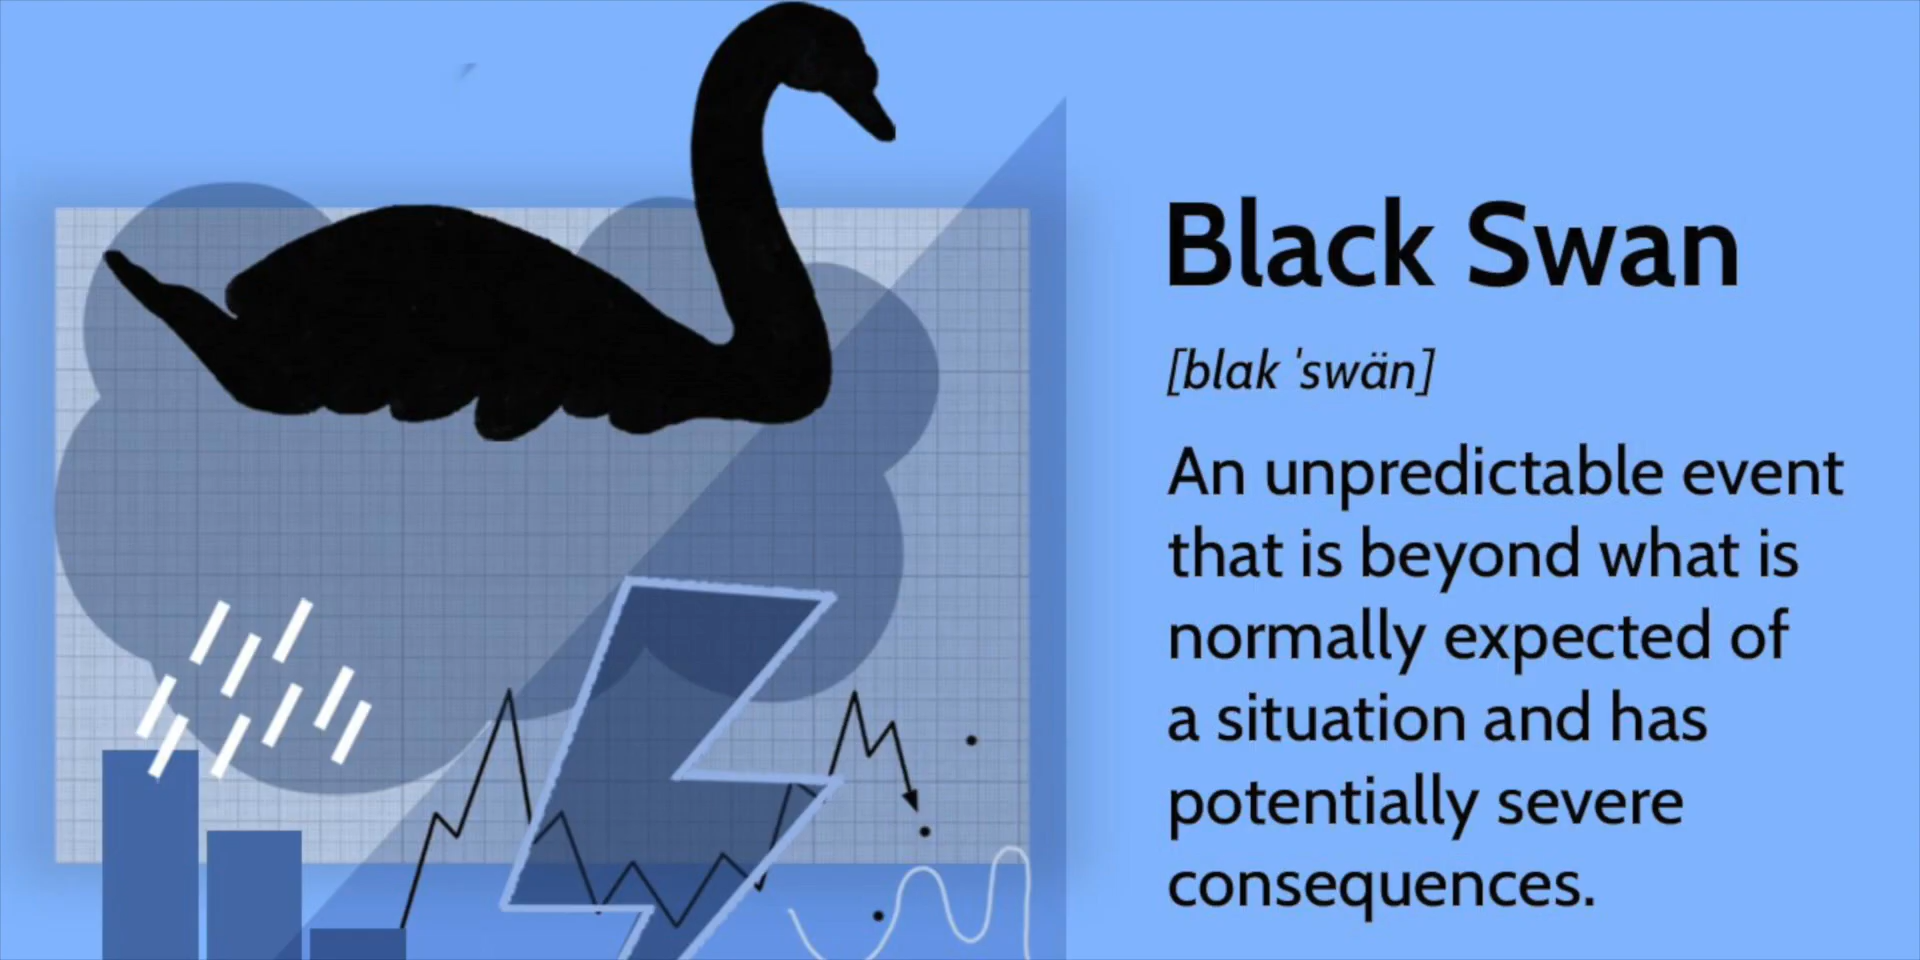 Black Swan
[blak 'swän]
An unpredictable event
that is beyond what is
normally expected of
a situation and has
potentially severe
consequences.